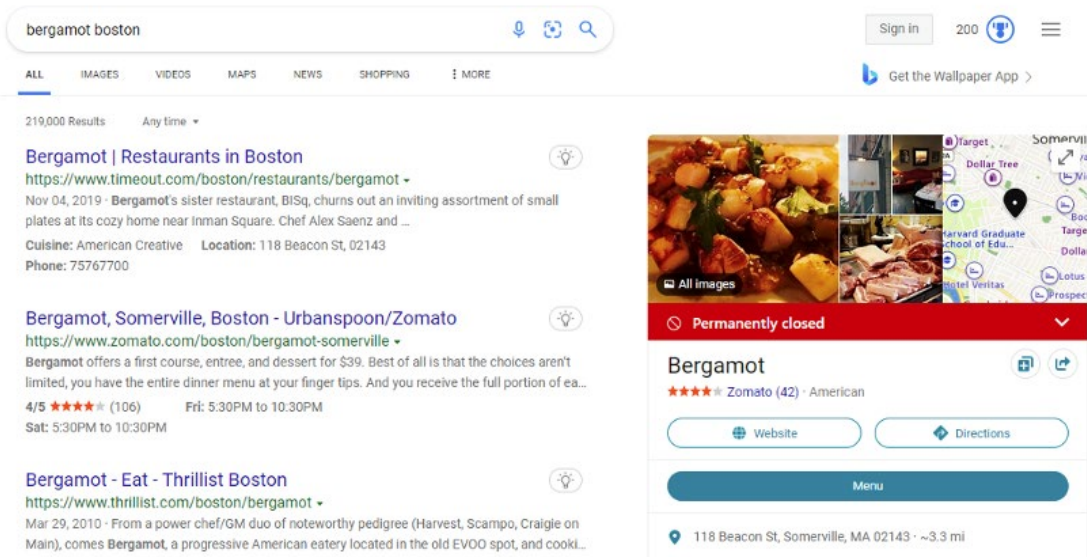 bergamot boston
Sign in
200
ALL IMAGES VIDEOS MAPS NEWS SHOPPING MORE
Get the Wallpaper App
219,000 Results Any time
Bergamot | Restaurants in Boston
https://www.timeout.com/boston/restaurants/bergamot
Nov 04, 2019 · Bergamot's sister restaurant, BISq, churns out an inviting assortment of small
plates at its cozy home near Inman Square. Chef Alex Saenz and ...
Cuisine: American Creative Location: 118 Beacon St, 02143
Phone: 75767700
Bergamot, Somerville, Boston - Urbanspoon/Zomato
https://www.zomato.com/boston/bergamot-somerville
Bergamot offers a first course, entree, and dessert for $39. Best of all is that the choices aren't
limited, you have the entire dinner menu at your finger tips. And you receive the full portion of ea...
4/5 (106) Fri: 5:30PM to 10:30PM
Sat: 5:30PM to 10:30PM
Bergamot - Eat - Thrillist Boston
https://www.thrillist.com/boston/bergamot
Mar 29, 2010 · From a power chef/GM duo of noteworthy pedigree (Harvest, Scampo, Craigie on
Main), comes Bergamot, a progressive American eatery located in the old EVOO spot, and cooki...
All images
Target
Somervil
Dollar Tree
Harvard Graduate
School of Edu...
Targe
Dolla
Lotus
Hotel Veritas
Prospec
Permanently closed
Bergamot
Zomato (42) · American
Website
Directions
Menu
118 Beacon St, Somerville, MA 02143 · ~3.3 mi